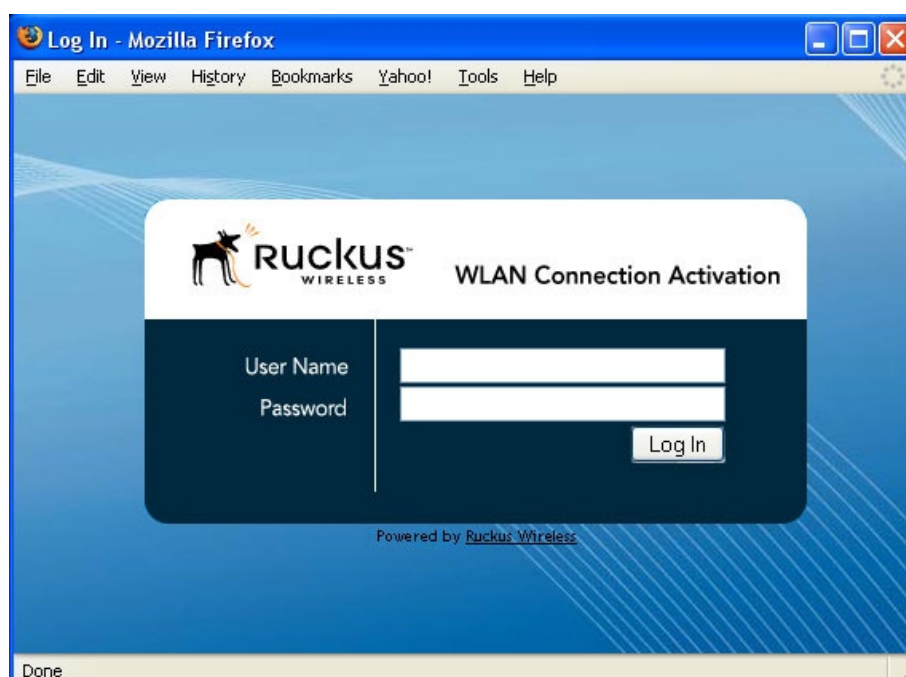 Log In - Mozilla Firefox
File Edit View History Bookmarks Yahoo! Tools Help
RUCKUS™
WIRELESS
WLAN Connection Activation
User Name
Password
Log In
Powered by Ruckus Wireless
Done